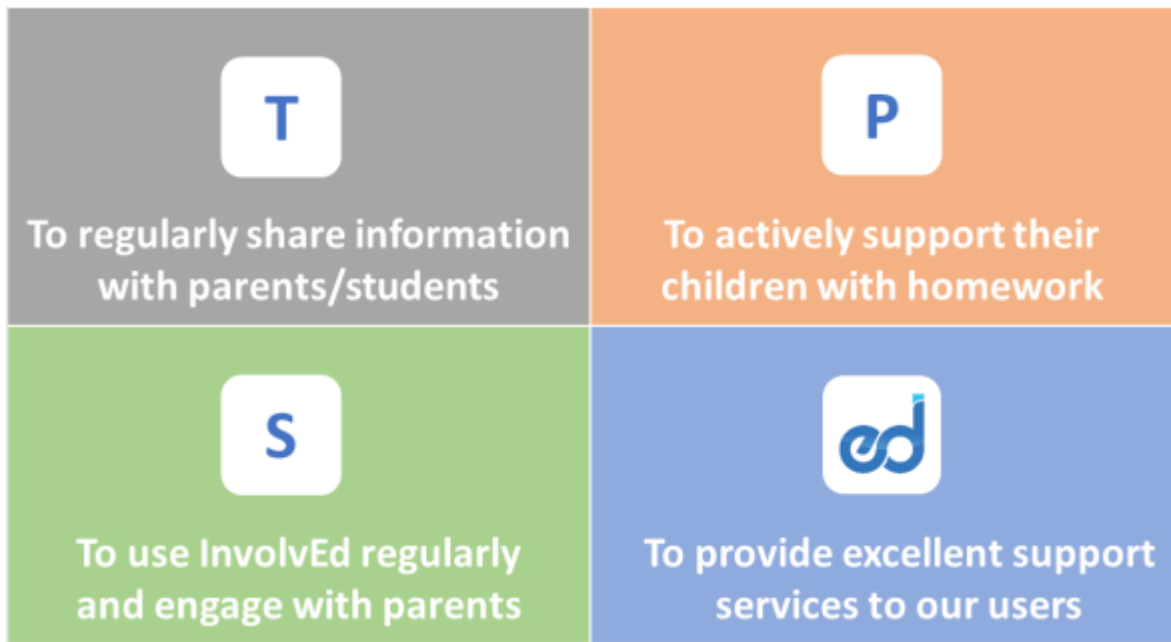 T
To regularly share information
with parents/students
P
To actively support their
children with homework
S
To use InvolvEd regularly
and engage with parents
ed
To provide excellent support
services to our users